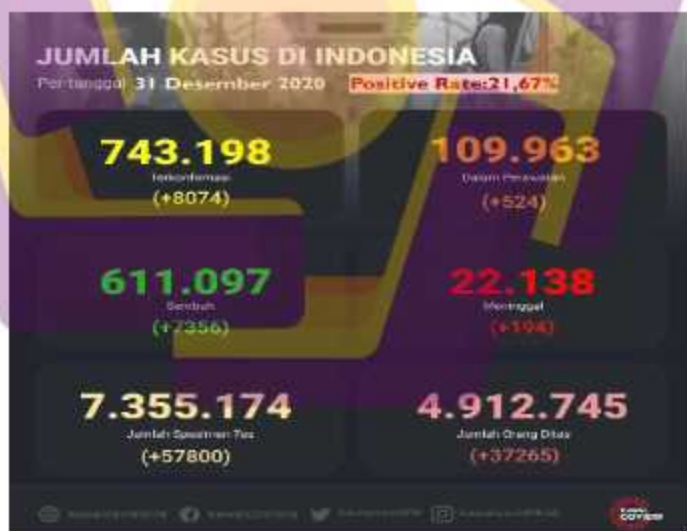 JUMLAH KASUS DI INDONESIA
Per tanggal 31 Desember 2020 Positive Rate:21,67%
743.198 109.963
Terkonfirmasi Dalam Perawatan
(+8074) (+524)
611.097 22.138
Sembuh Meninggal
(+7356) (+194)
7.355.174 4.912.745
Jumlah Spesimen Tes Jumlah Orang Dites
(+57800) (+37265)